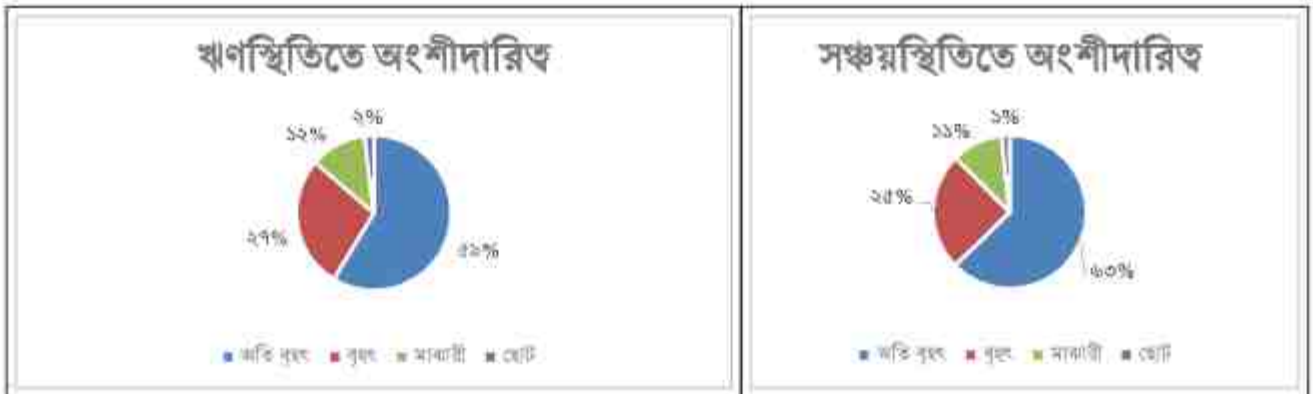 ঋণস্থিতিতে অংশীদারিত্ব
২%
১২%
২৭%
৫৯%
অতি বৃহৎ বৃহৎ মাঝারী ছোট
সঞ্চয়স্থিতিতে অংশীদারিত্ব
১%
১১%
২৫%
৬৩%
অতি বৃহৎ বৃহৎ মাঝারী ছোট